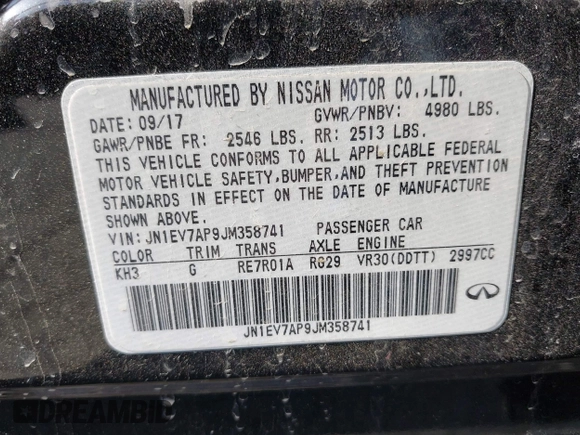 MANUFACTURED BY NISSAN MOTOR CO.,LTD.
DATE: 09/17 GVWR/PNBV: 4980 LBS.
GAWR/PNBE FR: 2546 LBS. RR: 2513 LBS.
THIS VEHICLE CONFORMS TO ALL APPLICABLE FEDERAL
MOTOR VEHICLE SAFETY,BUMPER,AND THEFT PREVENTION
STANDARDS IN EFFECT ON THE DATE OF MANUFACTURE
SHOWN ABOVE.
VIN: JN1EV7AP9JM358741 PASSENGER CAR
COLOR TRIM TRANS AXLE ENGINE
KH3 G RE7R01A RG29 VR30(DDTT) 2997CC
JN1EV7AP9JM358741
DREAMBID